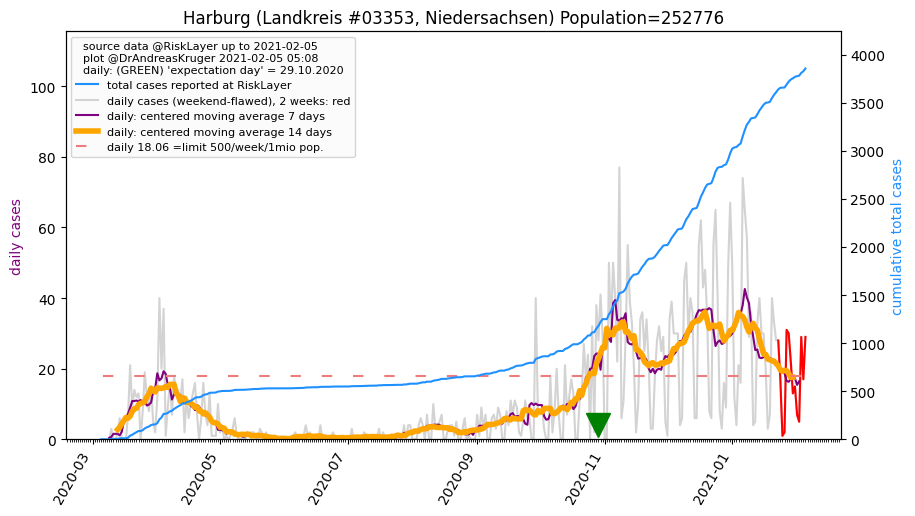 Harburg (Landkreis #03353, Niedersachsen) Population=252776
source data @RiskLayer up to 2021-02-05
plot @DrAndreasKruger 2021-02-05 05:08
daily: (GREEN) 'expectation day' = 29.10.2020
total cases reported at RiskLayer
daily cases (weekend-flawed), 2 weeks: red
daily: centered moving average 7 days
daily: centered moving average 14 days
daily 18.06 =limit 500/week/1mio pop.
daily cases
100
80
60
40
20
0
cumulative total cases
4000
3500
3000
2500
2000
1500
1000
500
0
2020-03
2020-05
2020-07
2020-09
2020-11
2021-01